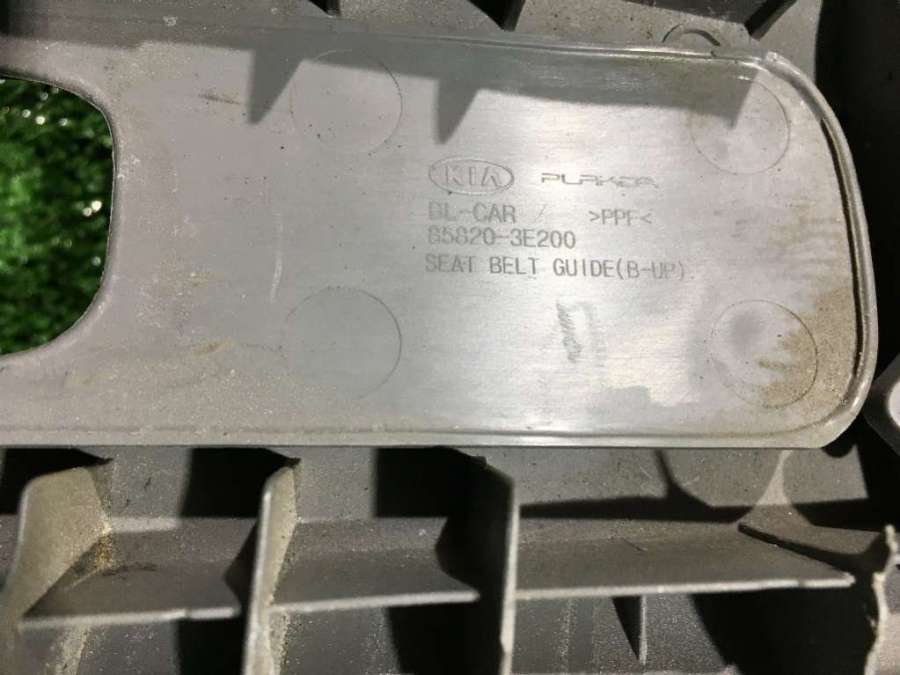 KIA PLAKOR
BL-CAR / >PPF<
85820-3E200
SEAT BELT GUIDE(B-UP)